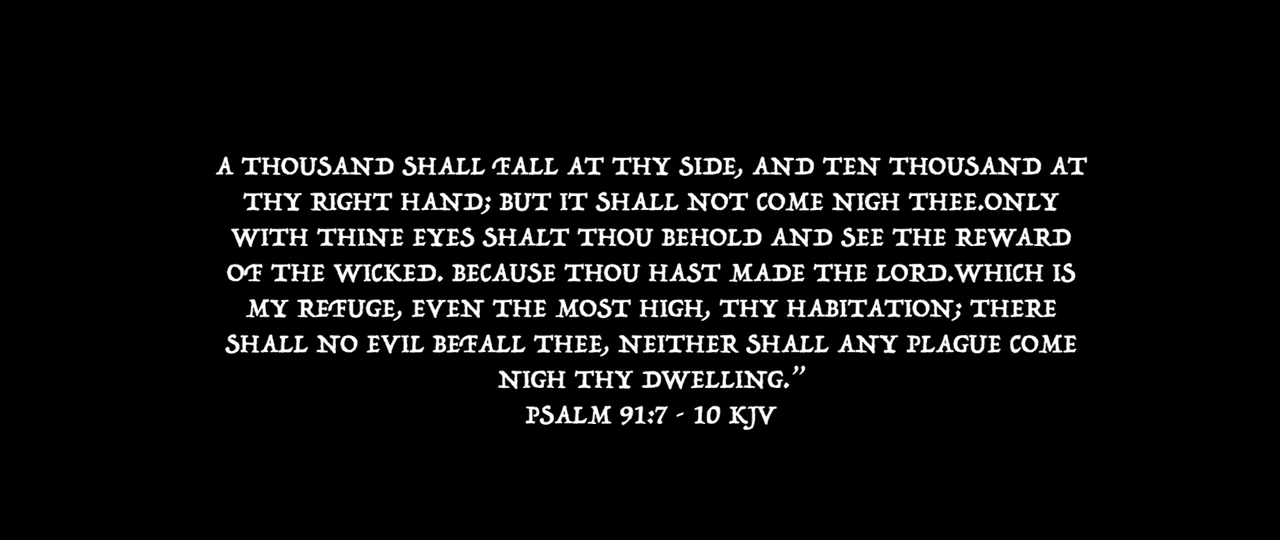 A THOUSAND SHALL FALL AT THY SIDE, AND TEN THOUSAND AT
THY RIGHT HAND; BUT IT SHALL NOT COME NIGH THEE.ONLY
WITH THINE EYES SHALT THOU BEHOLD AND SEE THE REWARD
OF THE WICKED. BECAUSE THOU HAST MADE THE LORD.WHICH IS
MY REFUGE, EVEN THE MOST HIGH, THY HABITATION; THERE
SHALL NO EVIL BEFALL THEE, NEITHER SHALL ANY PLAGUE COME
NIGH THY DWELLING.”
PSALM 91:7 - 10 KJV